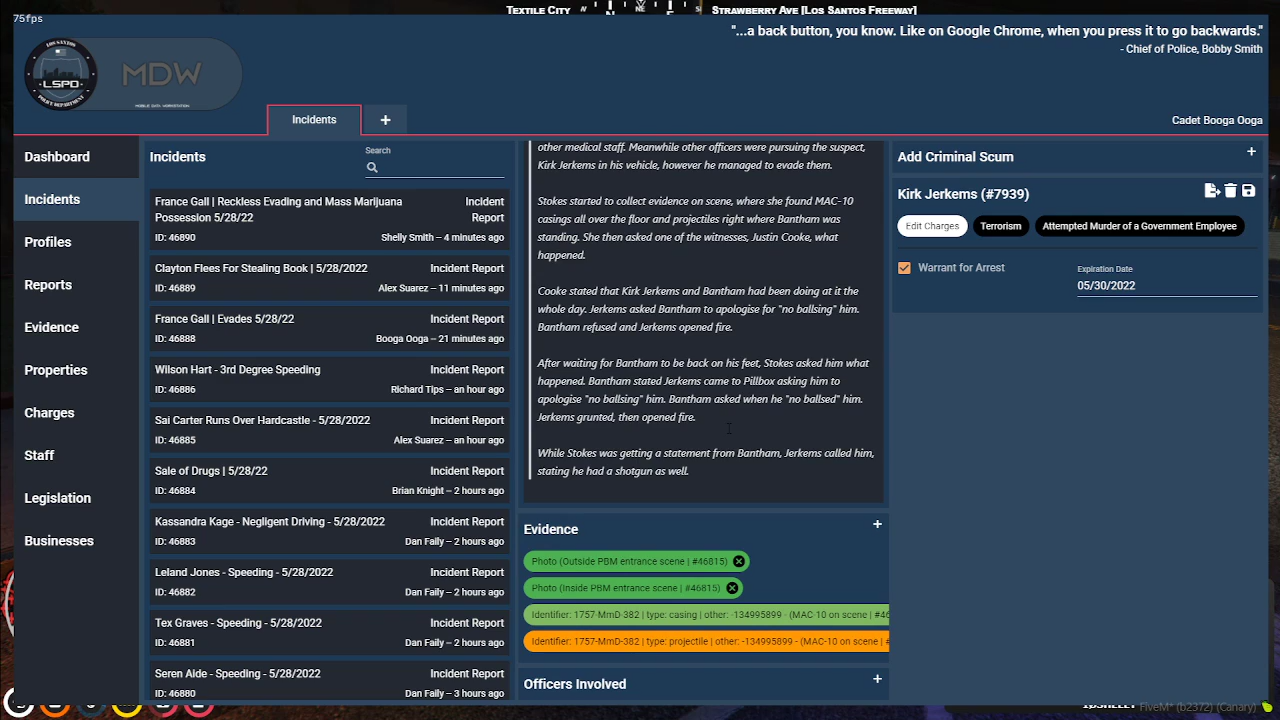 75fps
TEXTILE CITY
NE
STRAWBERRY AVE [LOS SANTOS FREEWAY]
"...a back button, you know. Like on Google Chrome, when you press it to go backwards."
- Chief of Police, Bobby Smith
LOS SANTOS
LSPD
POLICE DEPARTMENT
MDW
MOBILE DATA WORKSTATION
Incidents
+
Cadet Booga Ooga
Dashboard
Incidents
Profiles
Reports
Evidence
Properties
Charges
Staff
Legislation
Businesses
Incidents
Search
France Gall | Reckless Evading and Mass Marijuana Incident
Possession 5/28/22 Report
ID: 46890 Shelly Smith – 4 minutes ago
Clayton Flees For Stealing Book | 5/28/2022 Incident Report
ID: 46889 Alex Suarez – 11 minutes ago
France Gall | Evades 5/28/22 Incident Report
ID: 46888 Booga Ooga – 21 minutes ago
Wilson Hart - 3rd Degree Speeding Incident Report
ID: 46886 Richard Tips – an hour ago
Sai Carter Runs Over Hardcastle - 5/28/22 Incident Report
ID: 46885 Alex Suarez – an hour ago
Sale of Drugs | 5/28/22 Incident Report
ID: 46884 Brian Knight – 2 hours ago
Kassandra Kage - Negligent Driving - 5/28/2022 Incident Report
ID: 46883 Dan Faily – 2 hours ago
Leland Jones - Speeding - 5/28/2022 Incident Report
ID: 46882 Dan Faily – 2 hours ago
Tex Graves - Speeding - 5/28/2022 Incident Report
ID: 46881 Dan Faily – 2 hours ago
Seren Aide - Speeding - 5/28/2022 Incident Report
ID: 46880 Dan Faily – 3 hours ago
other medical staff. Meanwhile other officers were pursuing the suspect,
Kirk Jerkems in his vehicle, however he managed to evade them.
Stokes started to collect evidence on scene, where she found MAC-10
casings all over the floor and projectiles right where Bantham was
standing. She then asked one of the witnesses, Justin Cooke, what
happened.
Cooke stated that Kirk Jerkems and Bantham had been doing at it the
whole day. Jerkems asked Bantham to apologise for "no ballsing" him.
Bantham refused and Jerkems opened fire.
After waiting for Bantham to be back on his feet, Stokes asked him what
happened. Bantham stated Jerkems came to Pillbox asking him to
apologise "no ballsing" him. Bantham asked when he "no ballsed" him.
Jerkems grunted, then opened fire.
While Stokes was getting a statement from Bantham, Jerkems called him,
stating he had a shotgun as well.
Evidence +
Photo (Outside PBM entrance scene | #46815)
Photo (Inside PBM entrance scene | #46815)
Identifier: 1757-MmD-382 | type: casing | other: -134995899 - (MAC-10 on scene | #46
Identifier: 1757-MmD-382 | type: projectile | other: -134995899 - (MAC-10 on scene | #
Officers Involved +
Add Criminal Scum +
Kirk Jerkems (#7939)
Edit Charges Terrorism Attempted Murder of a Government Employee
Warrant for Arrest
Expiration Date
05/30/2022
FiveM* (b2372) (Canary)